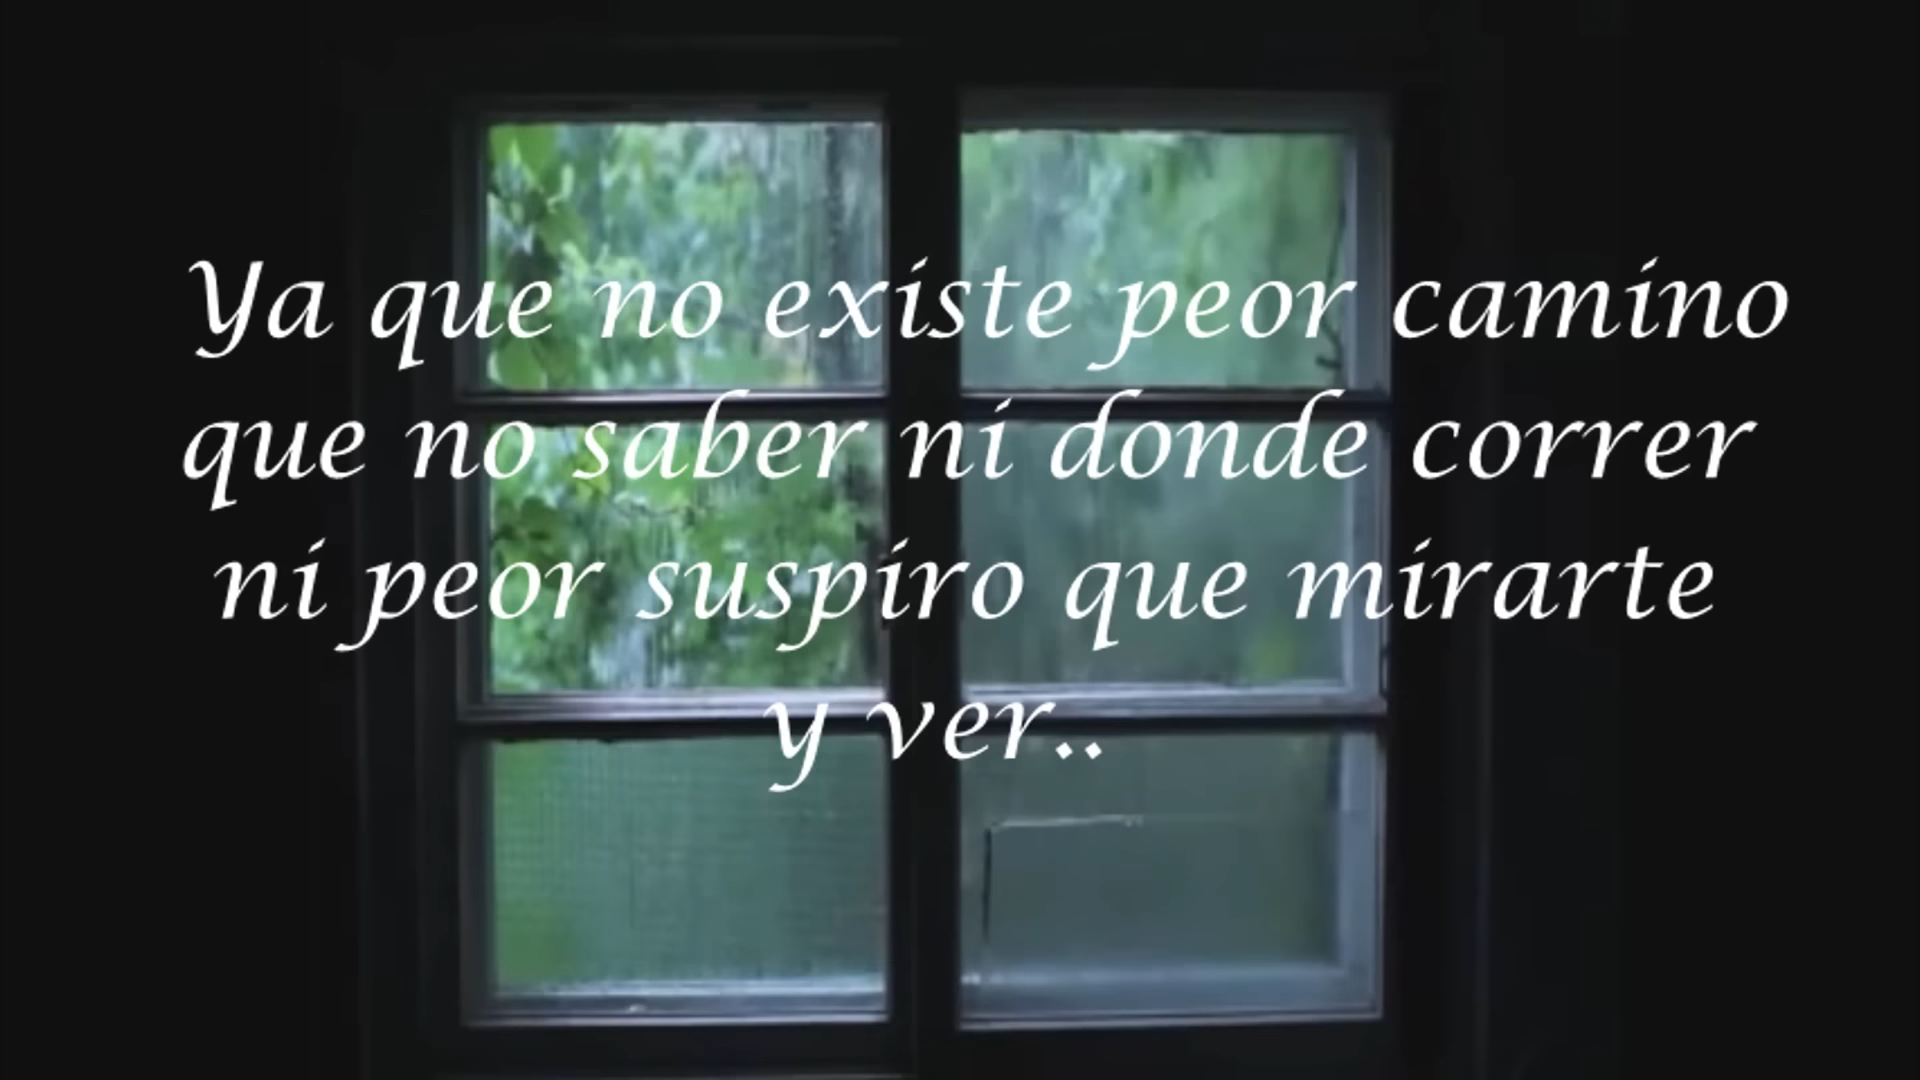 Ya que no existe peor camino
que no saber ni donde correr
ni peor suspiro que mirarte
y ver..